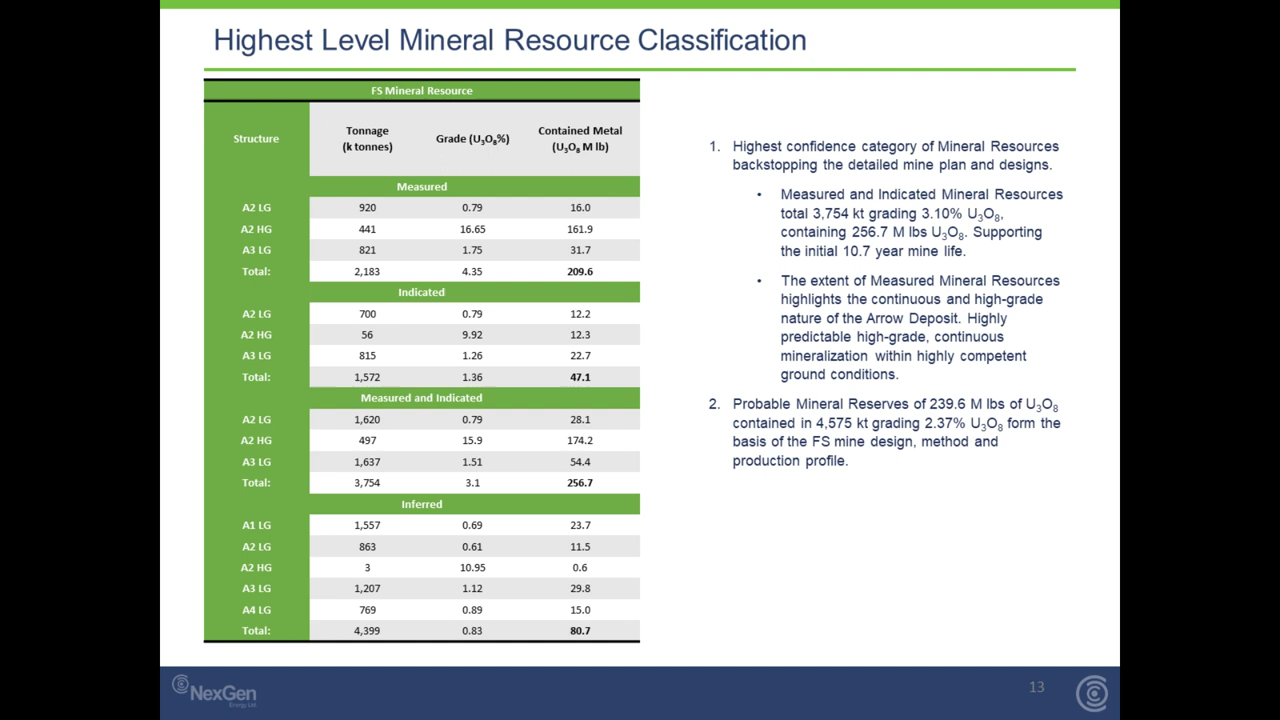 Highest Level Mineral Resource Classification
FS Mineral Resource
Structure Tonnage (k tonnes) Grade (U₃O₈%) Contained Metal (U₃O₈ M lb)
Measured
A2 LG 920 0.79 16.0
A2 HG 441 16.65 161.9
A3 LG 821 1.75 31.7
Total: 2,183 4.35 209.6
Indicated
A2 LG 700 0.79 12.2
A2 HG 56 9.92 12.3
A3 LG 815 1.26 22.7
Total: 1,572 1.36 47.1
Measured and Indicated
A2 LG 1,620 0.79 28.1
A2 HG 497 15.9 174.2
A3 LG 1,637 1.51 54.4
Total: 3,754 3.1 256.7
Inferred
A1 LG 1,557 0.69 23.7
A2 LG 863 0.61 11.5
A2 HG 3 10.95 0.6
A3 LG 1,207 1.12 29.8
A4 LG 769 0.89 15.0
Total: 4,399 0.83 80.7
1. Highest confidence category of Mineral Resources
backstopping the detailed mine plan and designs.
• Measured and Indicated Mineral Resources
total 3,754 kt grading 3.10% U₃O₈,
containing 256.7 M lbs U₃O₈. Supporting
the initial 10.7 year mine life.
• The extent of Measured Mineral Resources
highlights the continuous and high-grade
nature of the Arrow Deposit. Highly
predictable high-grade, continuous
mineralization within highly competent
ground conditions.
2. Probable Mineral Reserves of 239.6 M lbs of U₃O₈
contained in 4,575 kt grading 2.37% U₃O₈ form the
basis of the FS mine design, method and
production profile.
NexGen
Energy Ltd
13